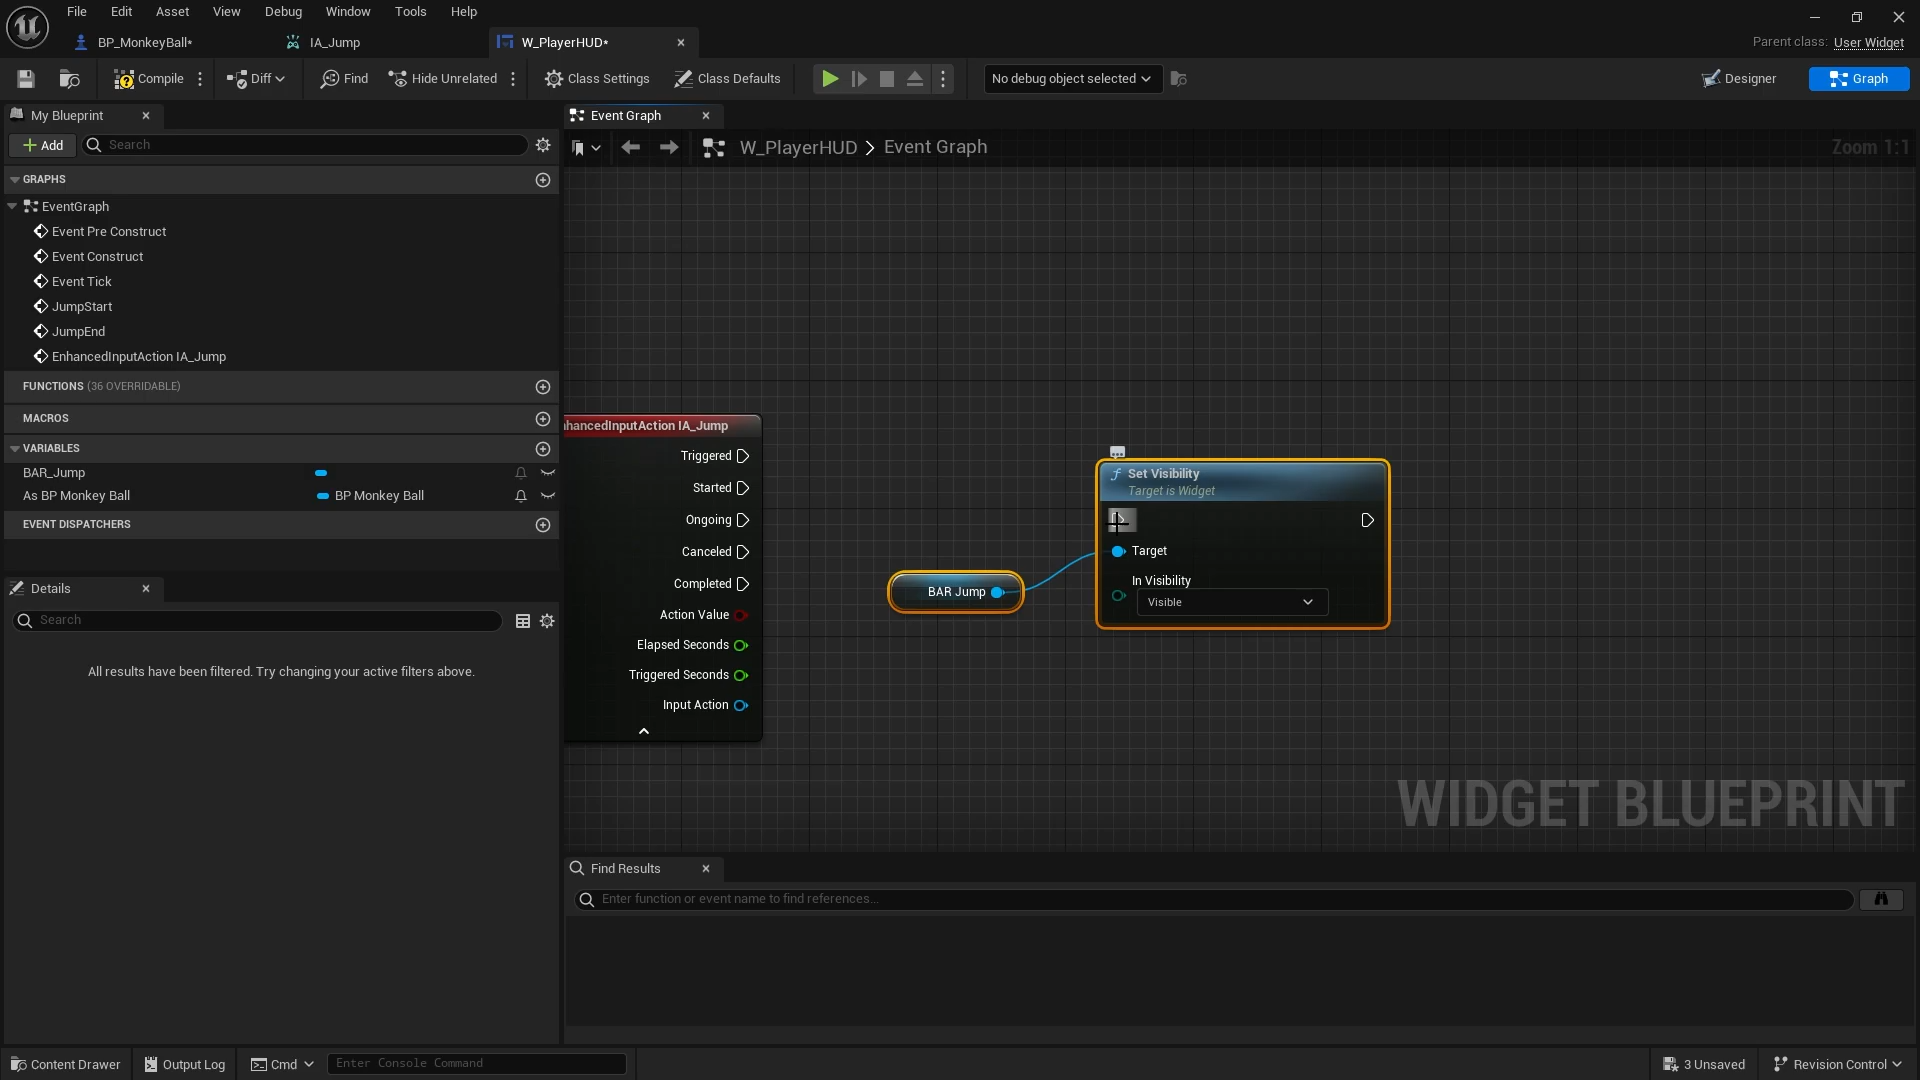 File Edit Asset View Debug Window Tools Help
BP_MonkeyBall*
IA_Jump
W_PlayerHUD*
Parent class: User Widget
Compile
Diff
Find
Hide Unrelated
Class Settings
Class Defaults
No debug object selected
Designer
Graph
My Blueprint
Add
Search
GRAPHS
EventGraph
Event Pre Construct
Event Construct
Event Tick
JumpStart
JumpEnd
EnhancedInputAction IA_Jump
FUNCTIONS (36 OVERRIDABLE)
MACROS
VARIABLES
BAR_Jump
As BP Monkey Ball
BP Monkey Ball
EVENT DISPATCHERS
Details
Search
All results have been filtered. Try changing your active filters above.
Event Graph
W_PlayerHUD > Event Graph
Zoom 1:1
hancedInputAction IA_Jump
Triggered
Started
Ongoing
Canceled
Completed
Action Value
Elapsed Seconds
Triggered Seconds
Input Action
BAR Jump
f Set Visibility
Target is Widget
Target
In Visibility
Visible
WIDGET BLUEPRINT
Find Results
Enter function or event name to find references...
Content Drawer
Output Log
Cmd
Enter Console Command
3 Unsaved
Revision Control